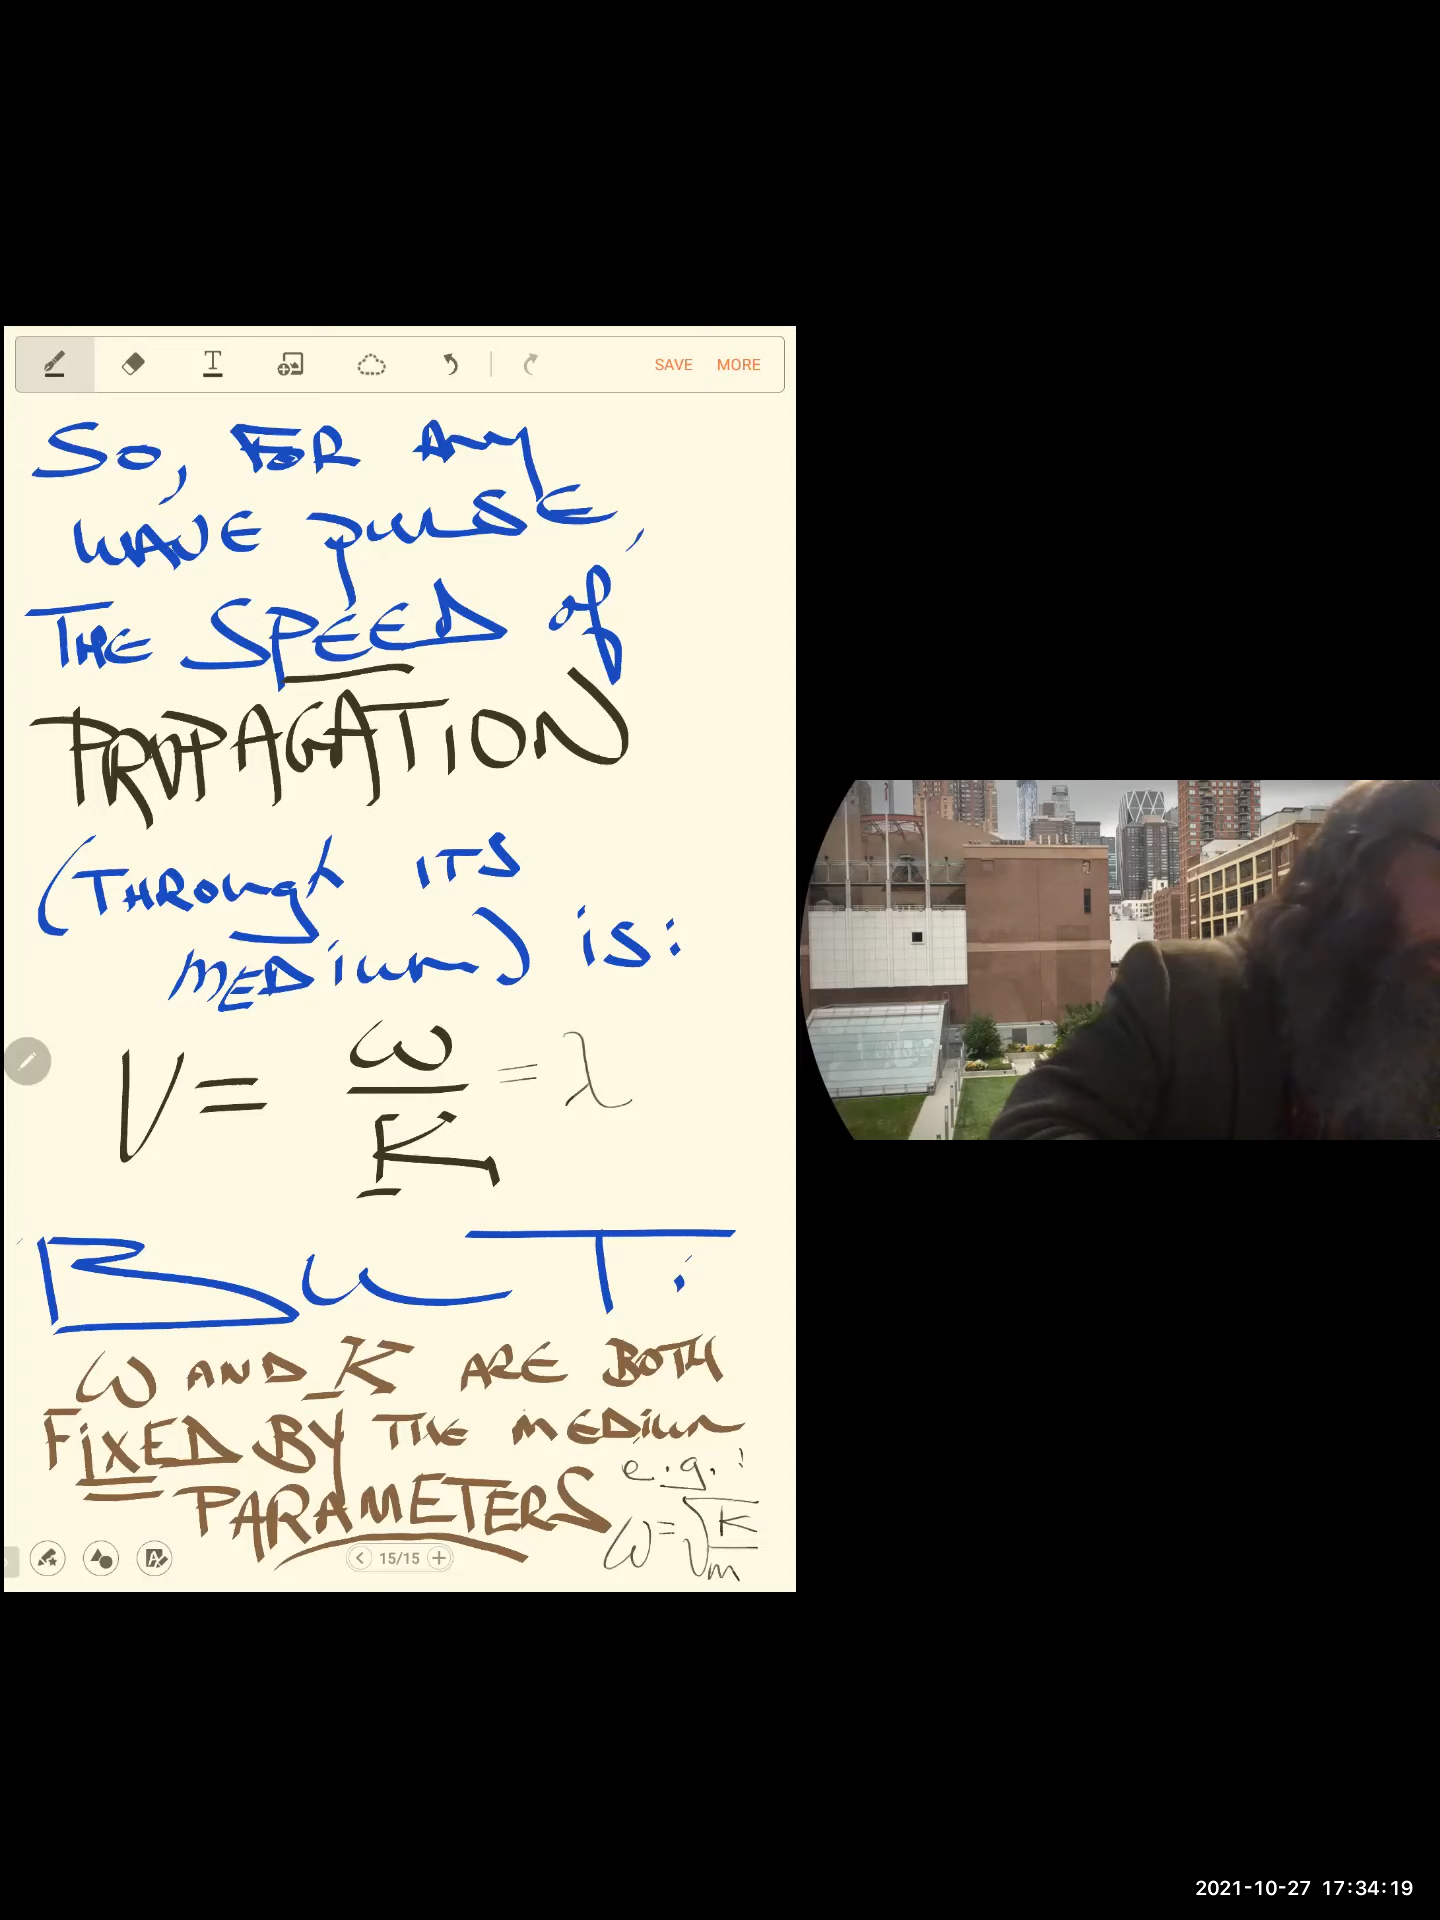 T
SAVE MORE
So, FOR Any
WAVE pulse,
THE SPEED of
PROPAGATION
(THROugh ITS
MEDium) is:
V = ω/K = λ
BuT:
ω AND K ARE BOTH
FiXED BY THE MEDium
e.g.:
PARAMETERS
ω = √K/m
15/15
2021-10-27 17:34:19